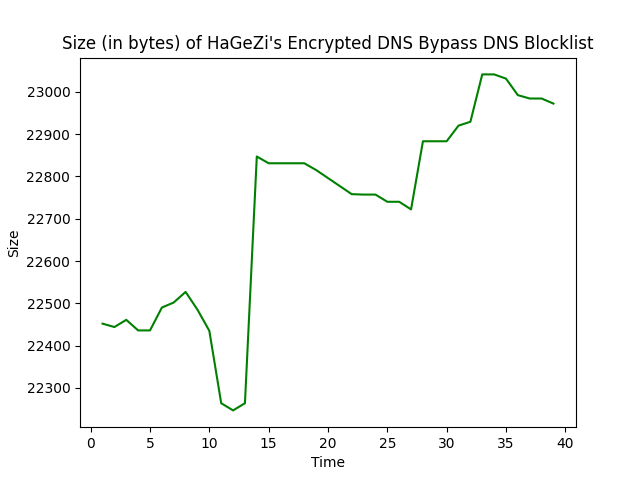 Size (in bytes) of HaGeZi's Encrypted DNS Bypass DNS Blocklist
23000
22900
22800
22700
22600
22500
22400
22300
Size
0 5 10 15 20 25 30 35 40
Time